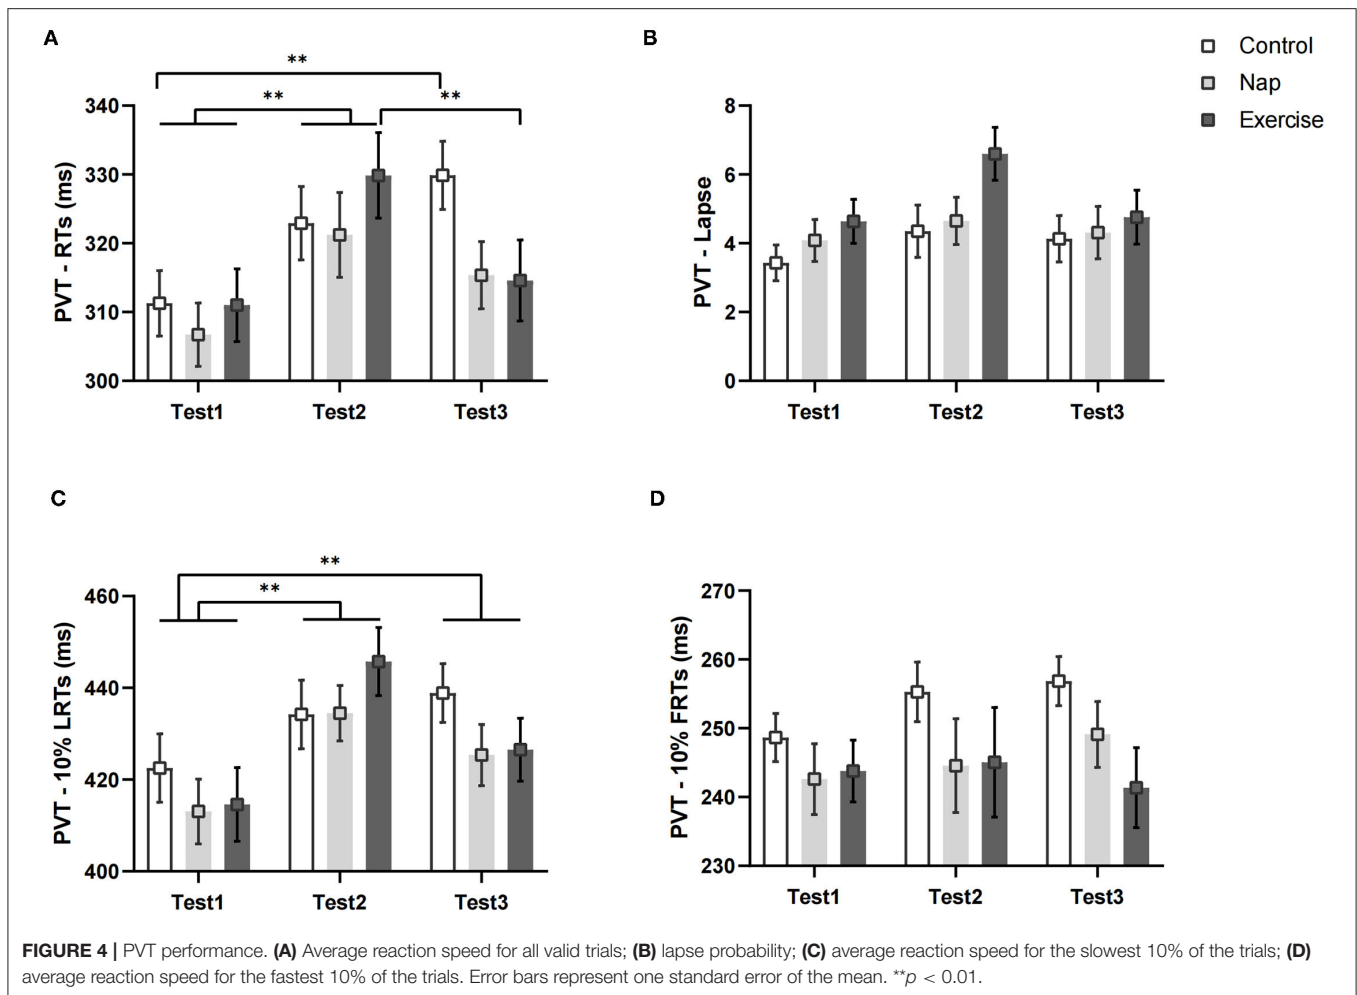 A
B
Control
Nap
Exercise
**
**
**
PVT - RTs (ms)
340
330
320
310
300
Test1
Test2
Test3
PVT - Lapse
8
6
4
2
0
Test1
Test2
Test3
C
D
**
**
PVT - 10% LRTs (ms)
460
440
420
400
Test1
Test2
Test3
PVT - 10% FRTs (ms)
270
260
250
240
230
Test1
Test2
Test3
FIGURE 4 | PVT performance. (A) Average reaction speed for all valid trials; (B) lapse probability; (C) average reaction speed for the slowest 10% of the trials; (D)
average reaction speed for the fastest 10% of the trials. Error bars represent one standard error of the mean. **p < 0.01.